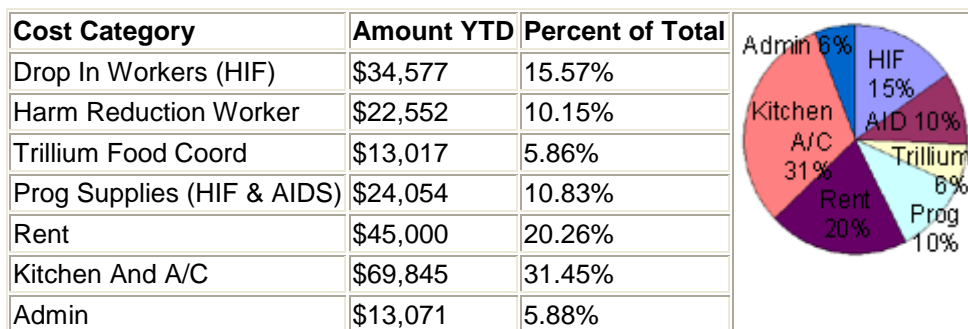 Cost Category Amount YTD Percent of Total
Drop In Workers (HIF) $34,577 15.57%
Harm Reduction Worker $22,552 10.15%
Trillium Food Coord $13,017 5.86%
Prog Supplies (HIF & AIDS) $24,054 10.83%
Rent $45,000 20.26%
Kitchen And A/C $69,845 31.45%
Admin $13,071 5.88%
Admin 6%
HIF
15%
AID 10%
Trillium
6%
Prog
10%
Rent
20%
Kitchen
A/C
31%